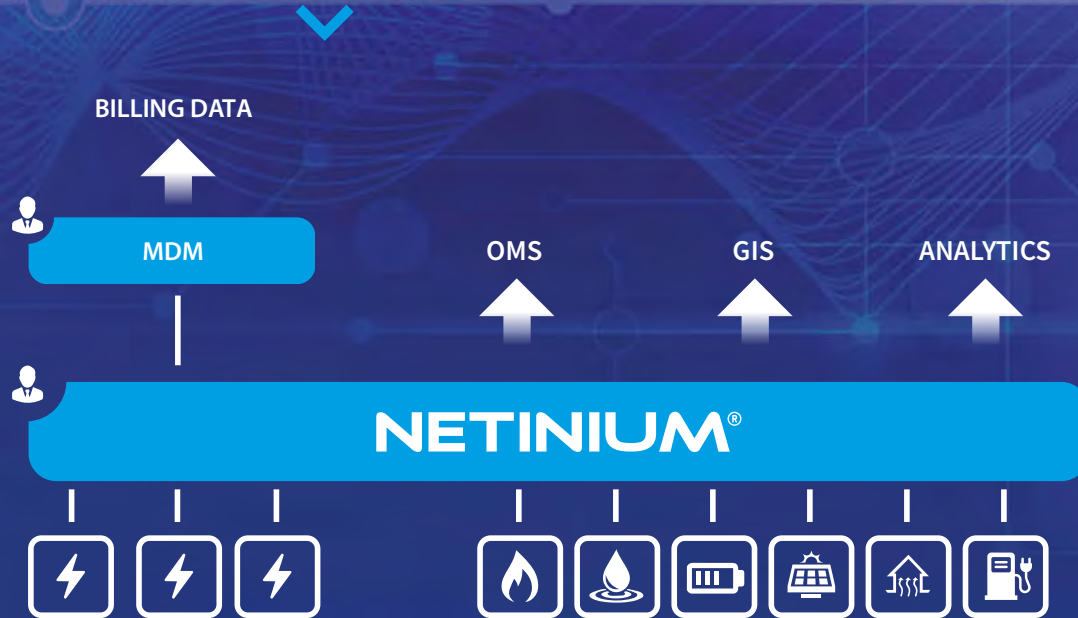 BILLING DATA
MDM
OMS
GIS
ANALYTICS
NETINIUM®